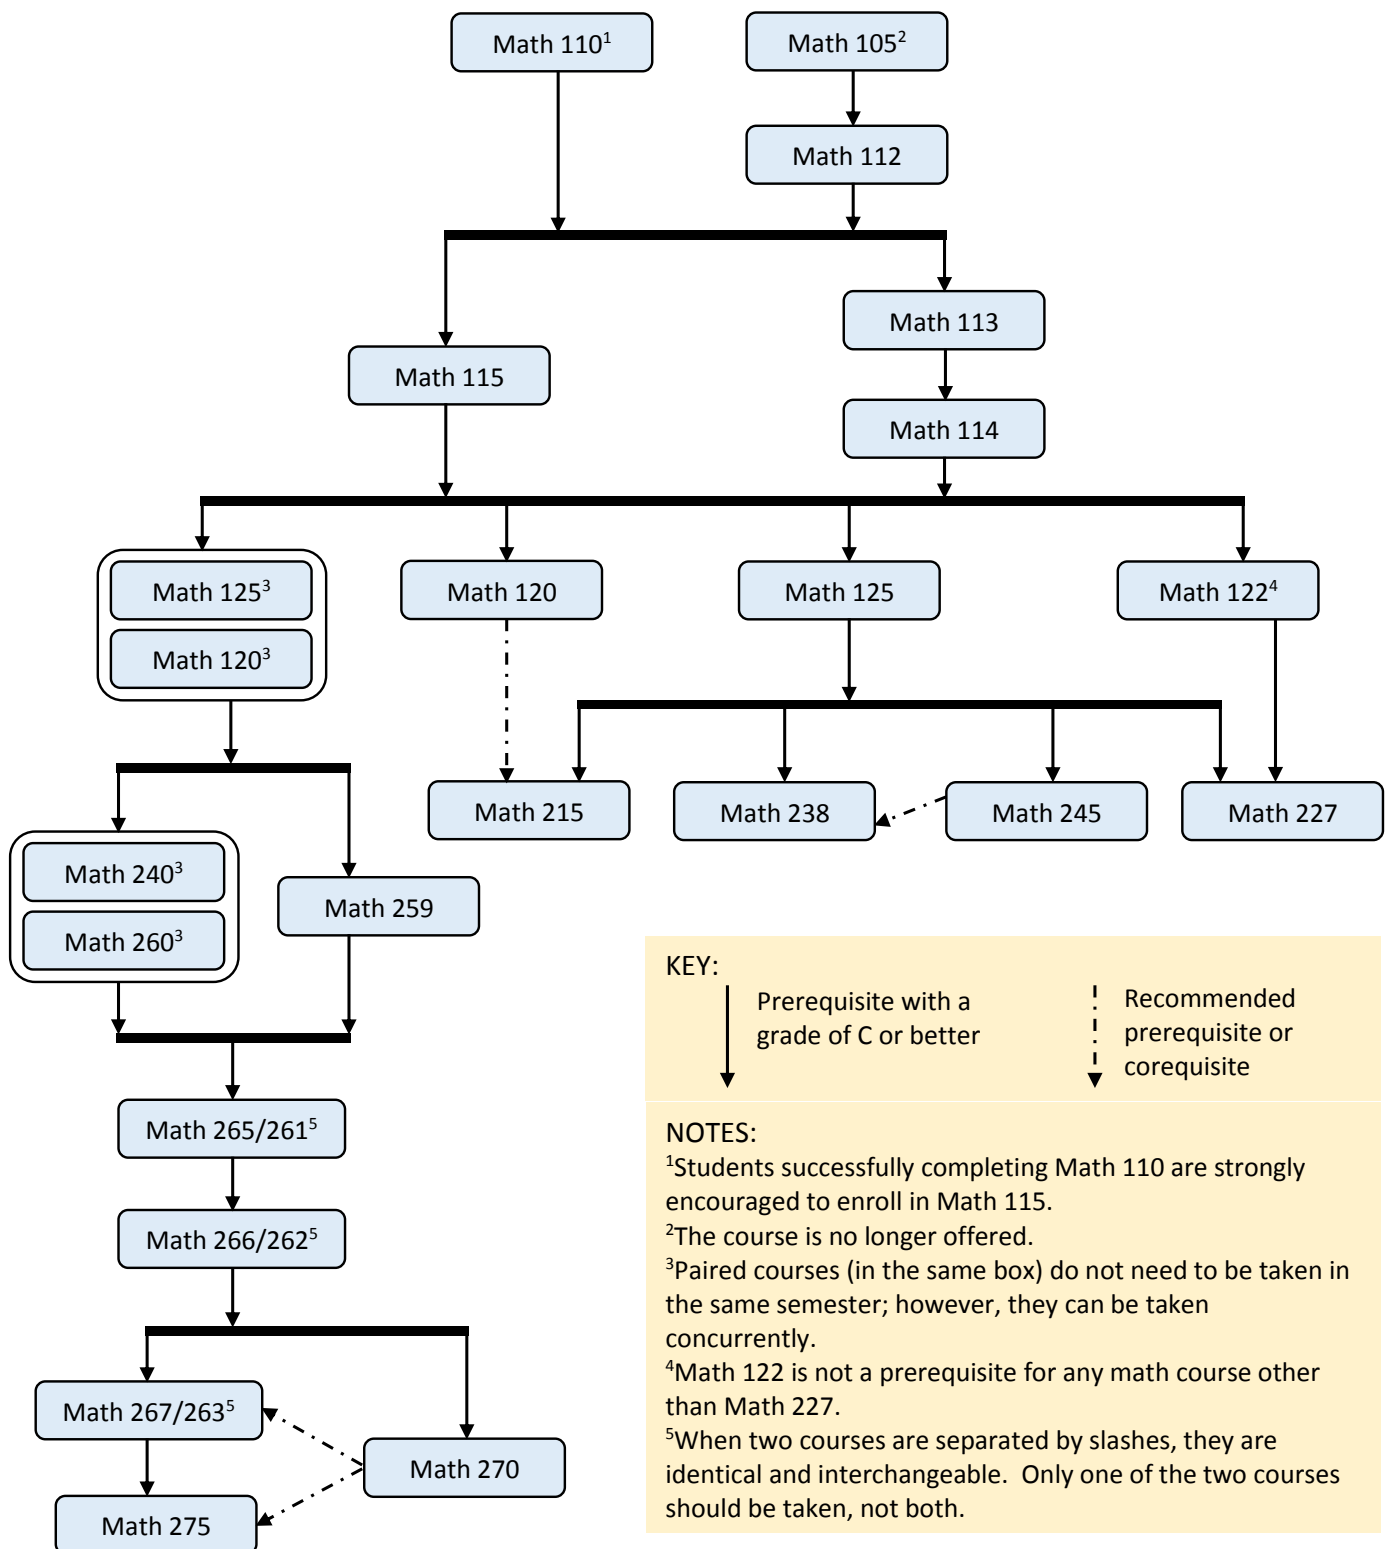 Math 110¹
Math 105²
Math 112
Math 113
Math 115
Math 114
Math 125³
Math 120³
Math 120
Math 125
Math 122⁴
Math 215
Math 238
Math 245
Math 227
Math 240³
Math 260³
Math 259
KEY:
Prerequisite with a
grade of C or better
Recommended
prerequisite or
corequisite
Math 265/261⁵
Math 266/262⁵
Math 267/263⁵
Math 270
Math 275
NOTES:
¹Students successfully completing Math 110 are strongly
encouraged to enroll in Math 115.
²The course is no longer offered.
³Paired courses (in the same box) do not need to be taken in
the same semester; however, they can be taken
concurrently.
⁴Math 122 is not a prerequisite for any math course other
than Math 227.
⁵When two courses are separated by slashes, they are
identical and interchangeable.  Only one of the two courses
should be taken, not both.